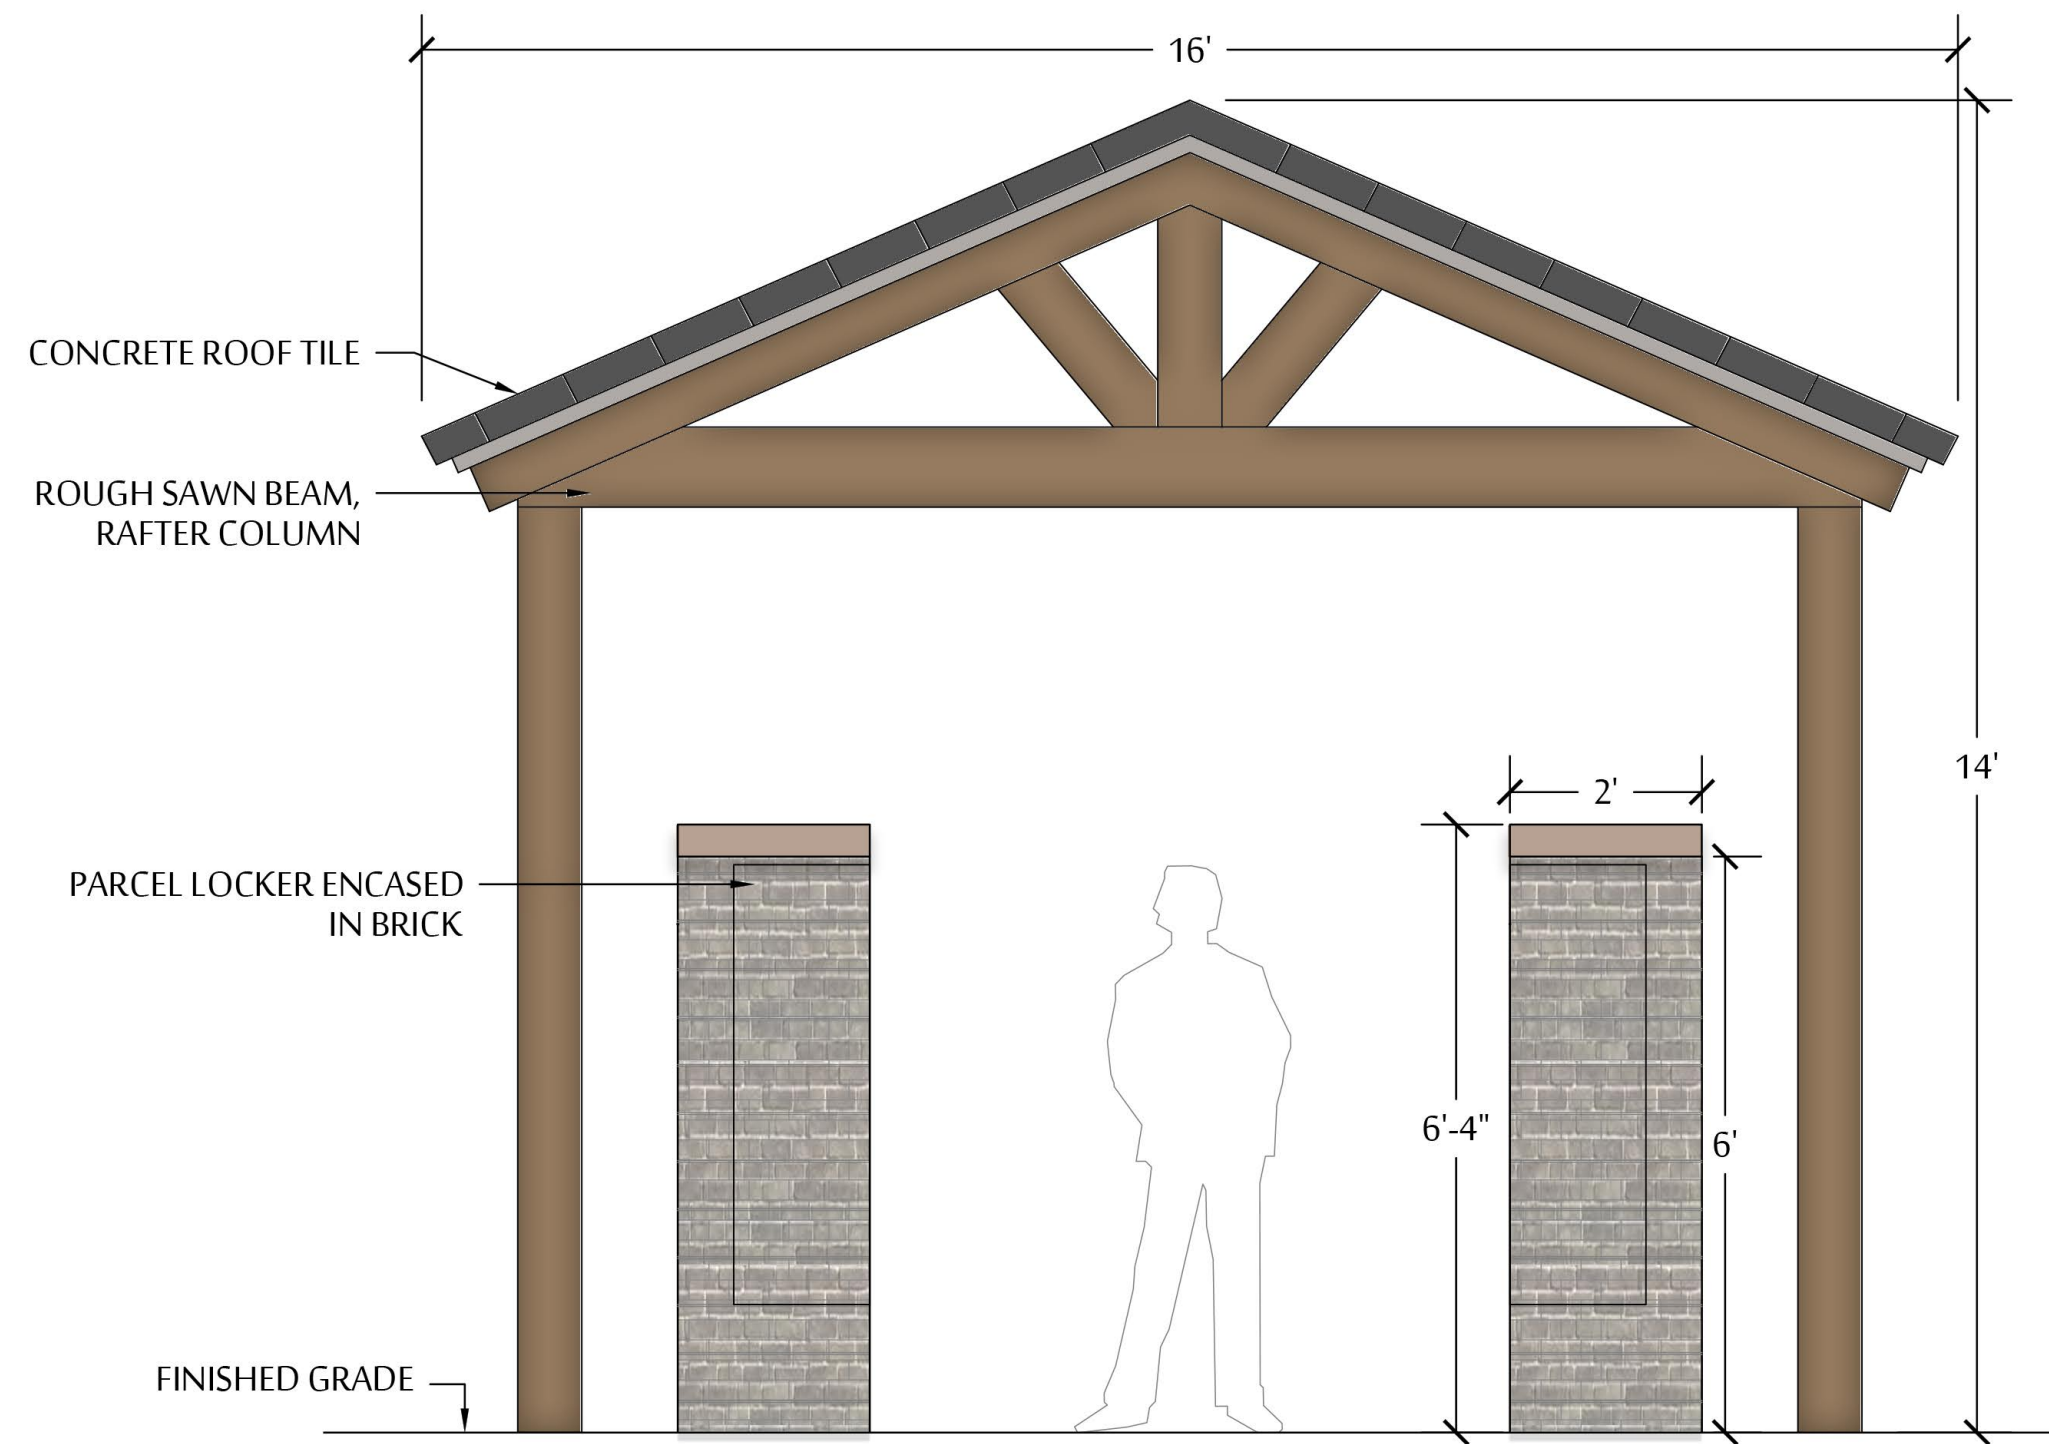 16'
CONCRETE ROOF TILE
ROUGH SAWN BEAM,
RAFTER COLUMN
14'
2'
PARCEL LOCKER ENCASED
IN BRICK
6'-4"
6'
FINISHED GRADE